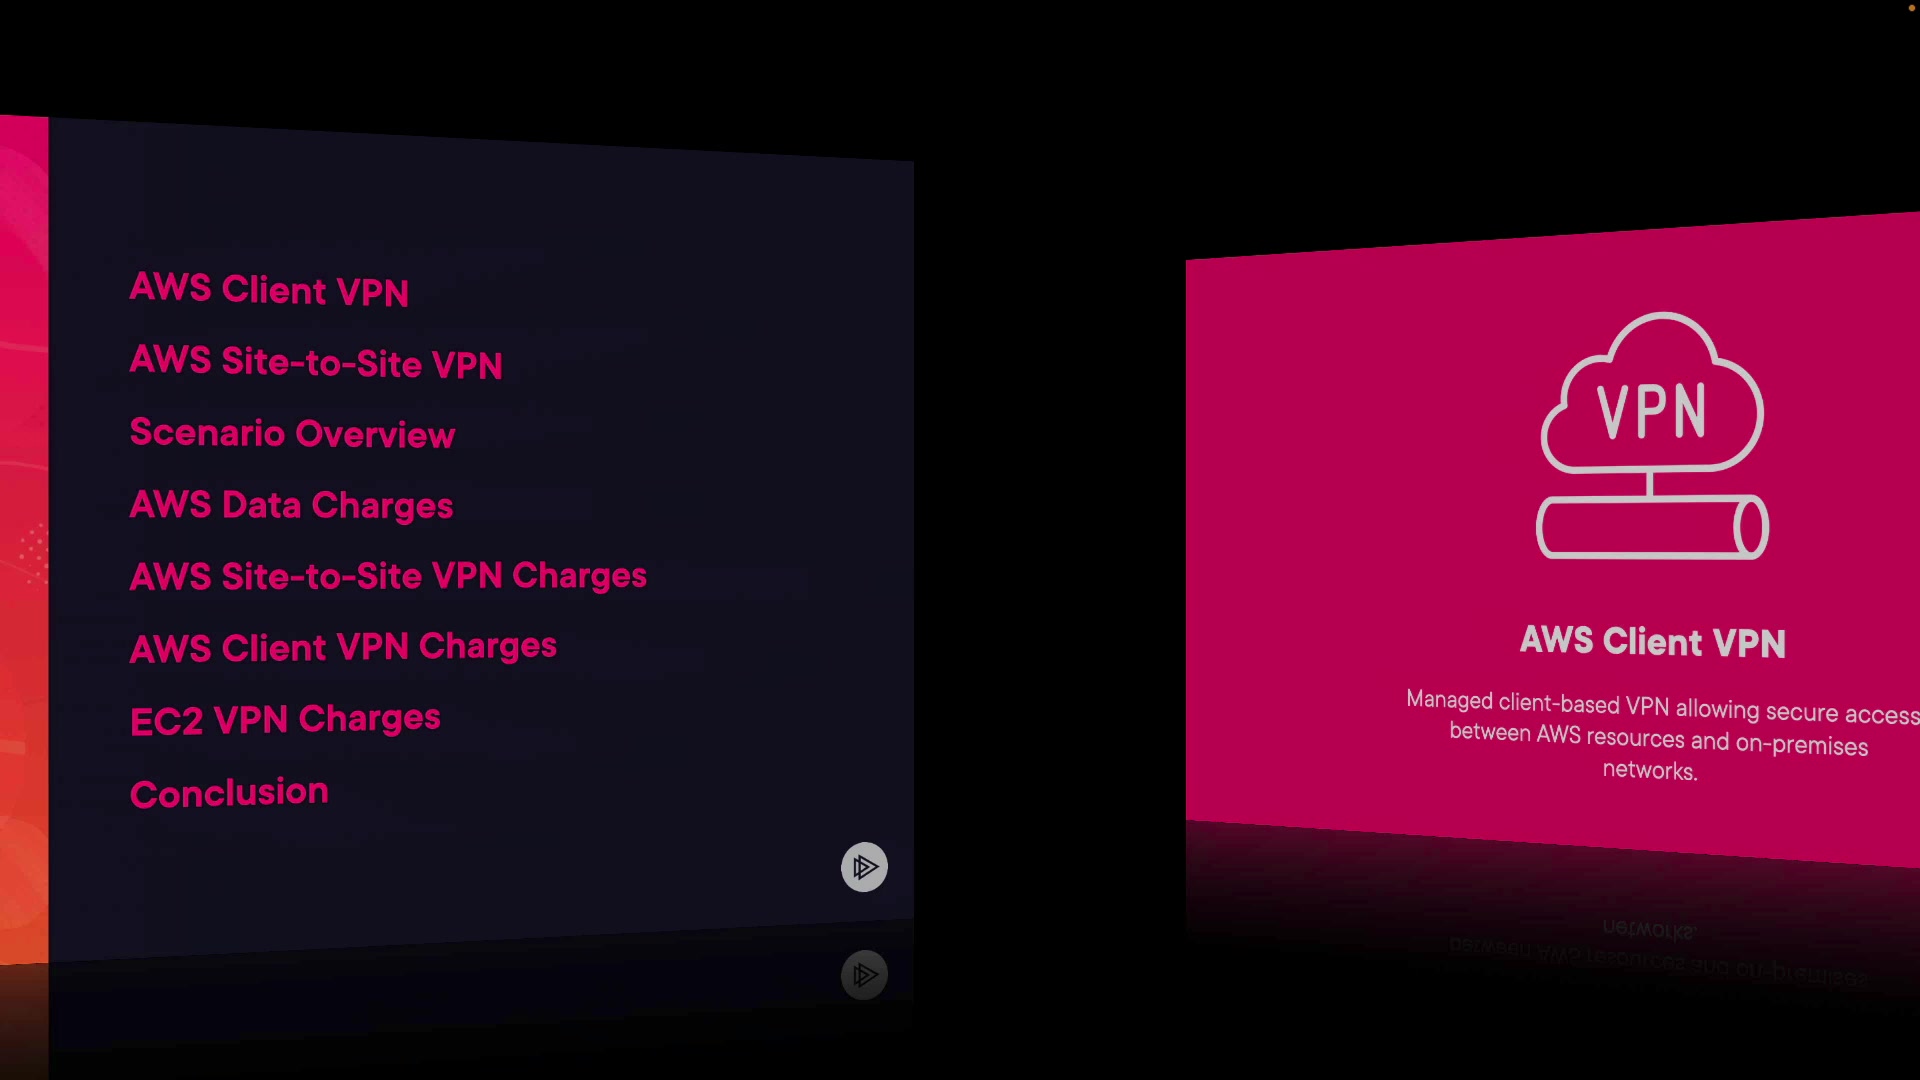 AWS Client VPN
AWS Site-to-Site VPN
Scenario Overview
AWS Data Charges
AWS Site-to-Site VPN Charges
AWS Client VPN Charges
EC2 VPN Charges
Conclusion
VPN
AWS Client VPN
Managed client-based VPN allowing secure access
between AWS resources and on-premises
networks.